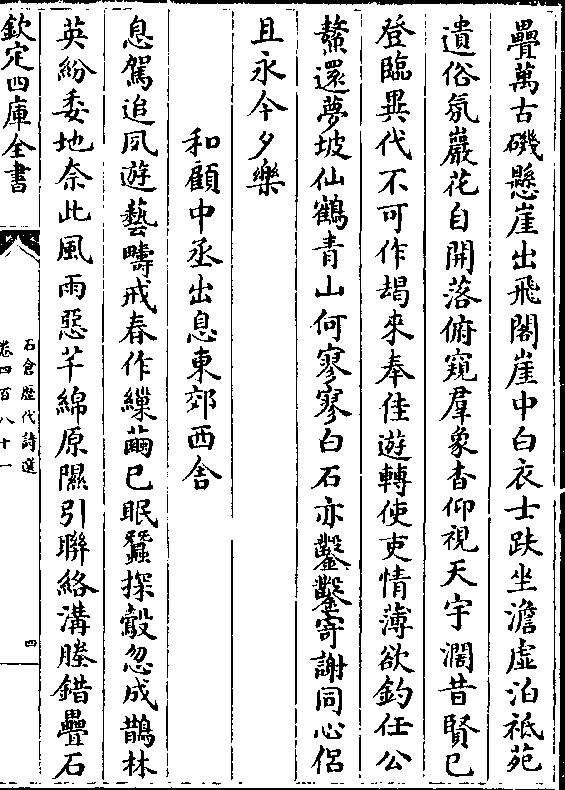 疊萬古磯懸崖出飛閣崖中白衣士趺坐澹虛泊祗苑
遺俗氛巖花自開落俯窺羣象杳仰視天宇濶昔賢已
登臨異代不可作朅來奉佳遊轉使吏情薄欲釣任公
鰲還夢坡仙鶴青山何寥寥白石亦鑿鑿寄謝同心侶
且永今夕樂
和顧中丞出息東郊西舎
息駕追夙遊藝疇戒春作繅繭已眠蠶探鷇忽成鵲林
英紛委地奈此風雨惡芊綿原隰引聯絡溝塍錯疊石
欽定四庫全書
石倉歴代詩選
卷四百八十一
四